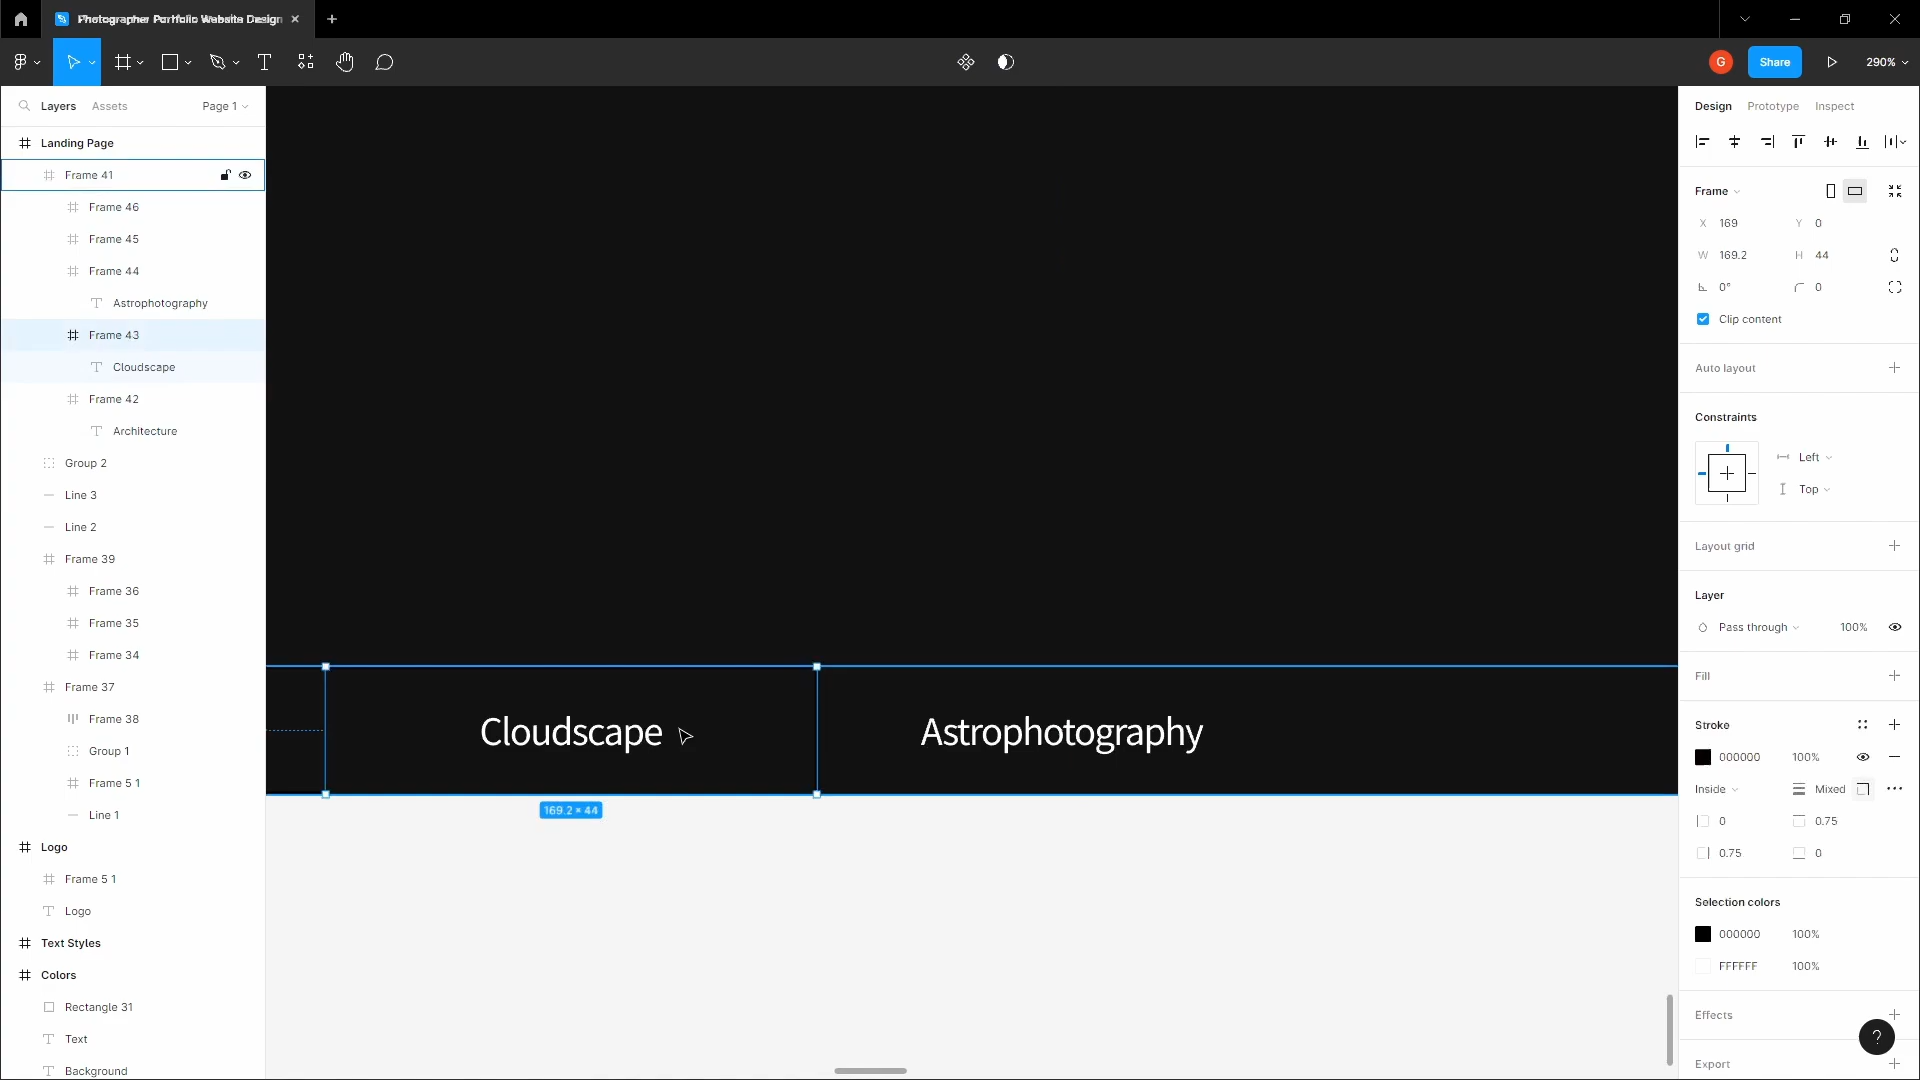 Share
290%
Layers
Assets
Page 1
Landing Page
Frame 41
Frame 46
Frame 45
Frame 44
Astrophotography
Frame 43
Cloudscape
Frame 42
Architecture
Group 2
Line 3
Line 2
Frame 39
Frame 36
Frame 35
Frame 34
Frame 37
Frame 38
Group 1
Frame 5 1
Line 1
Logo
Frame 5 1
Logo
Text Styles
Colors
Rectangle 31
Text
Background
Cloudscape
Astrophotography
169.2 × 44
G
Design
Prototype
Inspect
Frame
X 169
Y 0
W 169.2
H 44
0°
0
Clip content
Auto layout
Constraints
Left
Top
Layout grid
Layer
Pass through
100%
Fill
Stroke
000000
100%
Inside
Mixed
0
0.75
0.75
0
Selection colors
000000
100%
FFFFFF
100%
Effects
?
Export